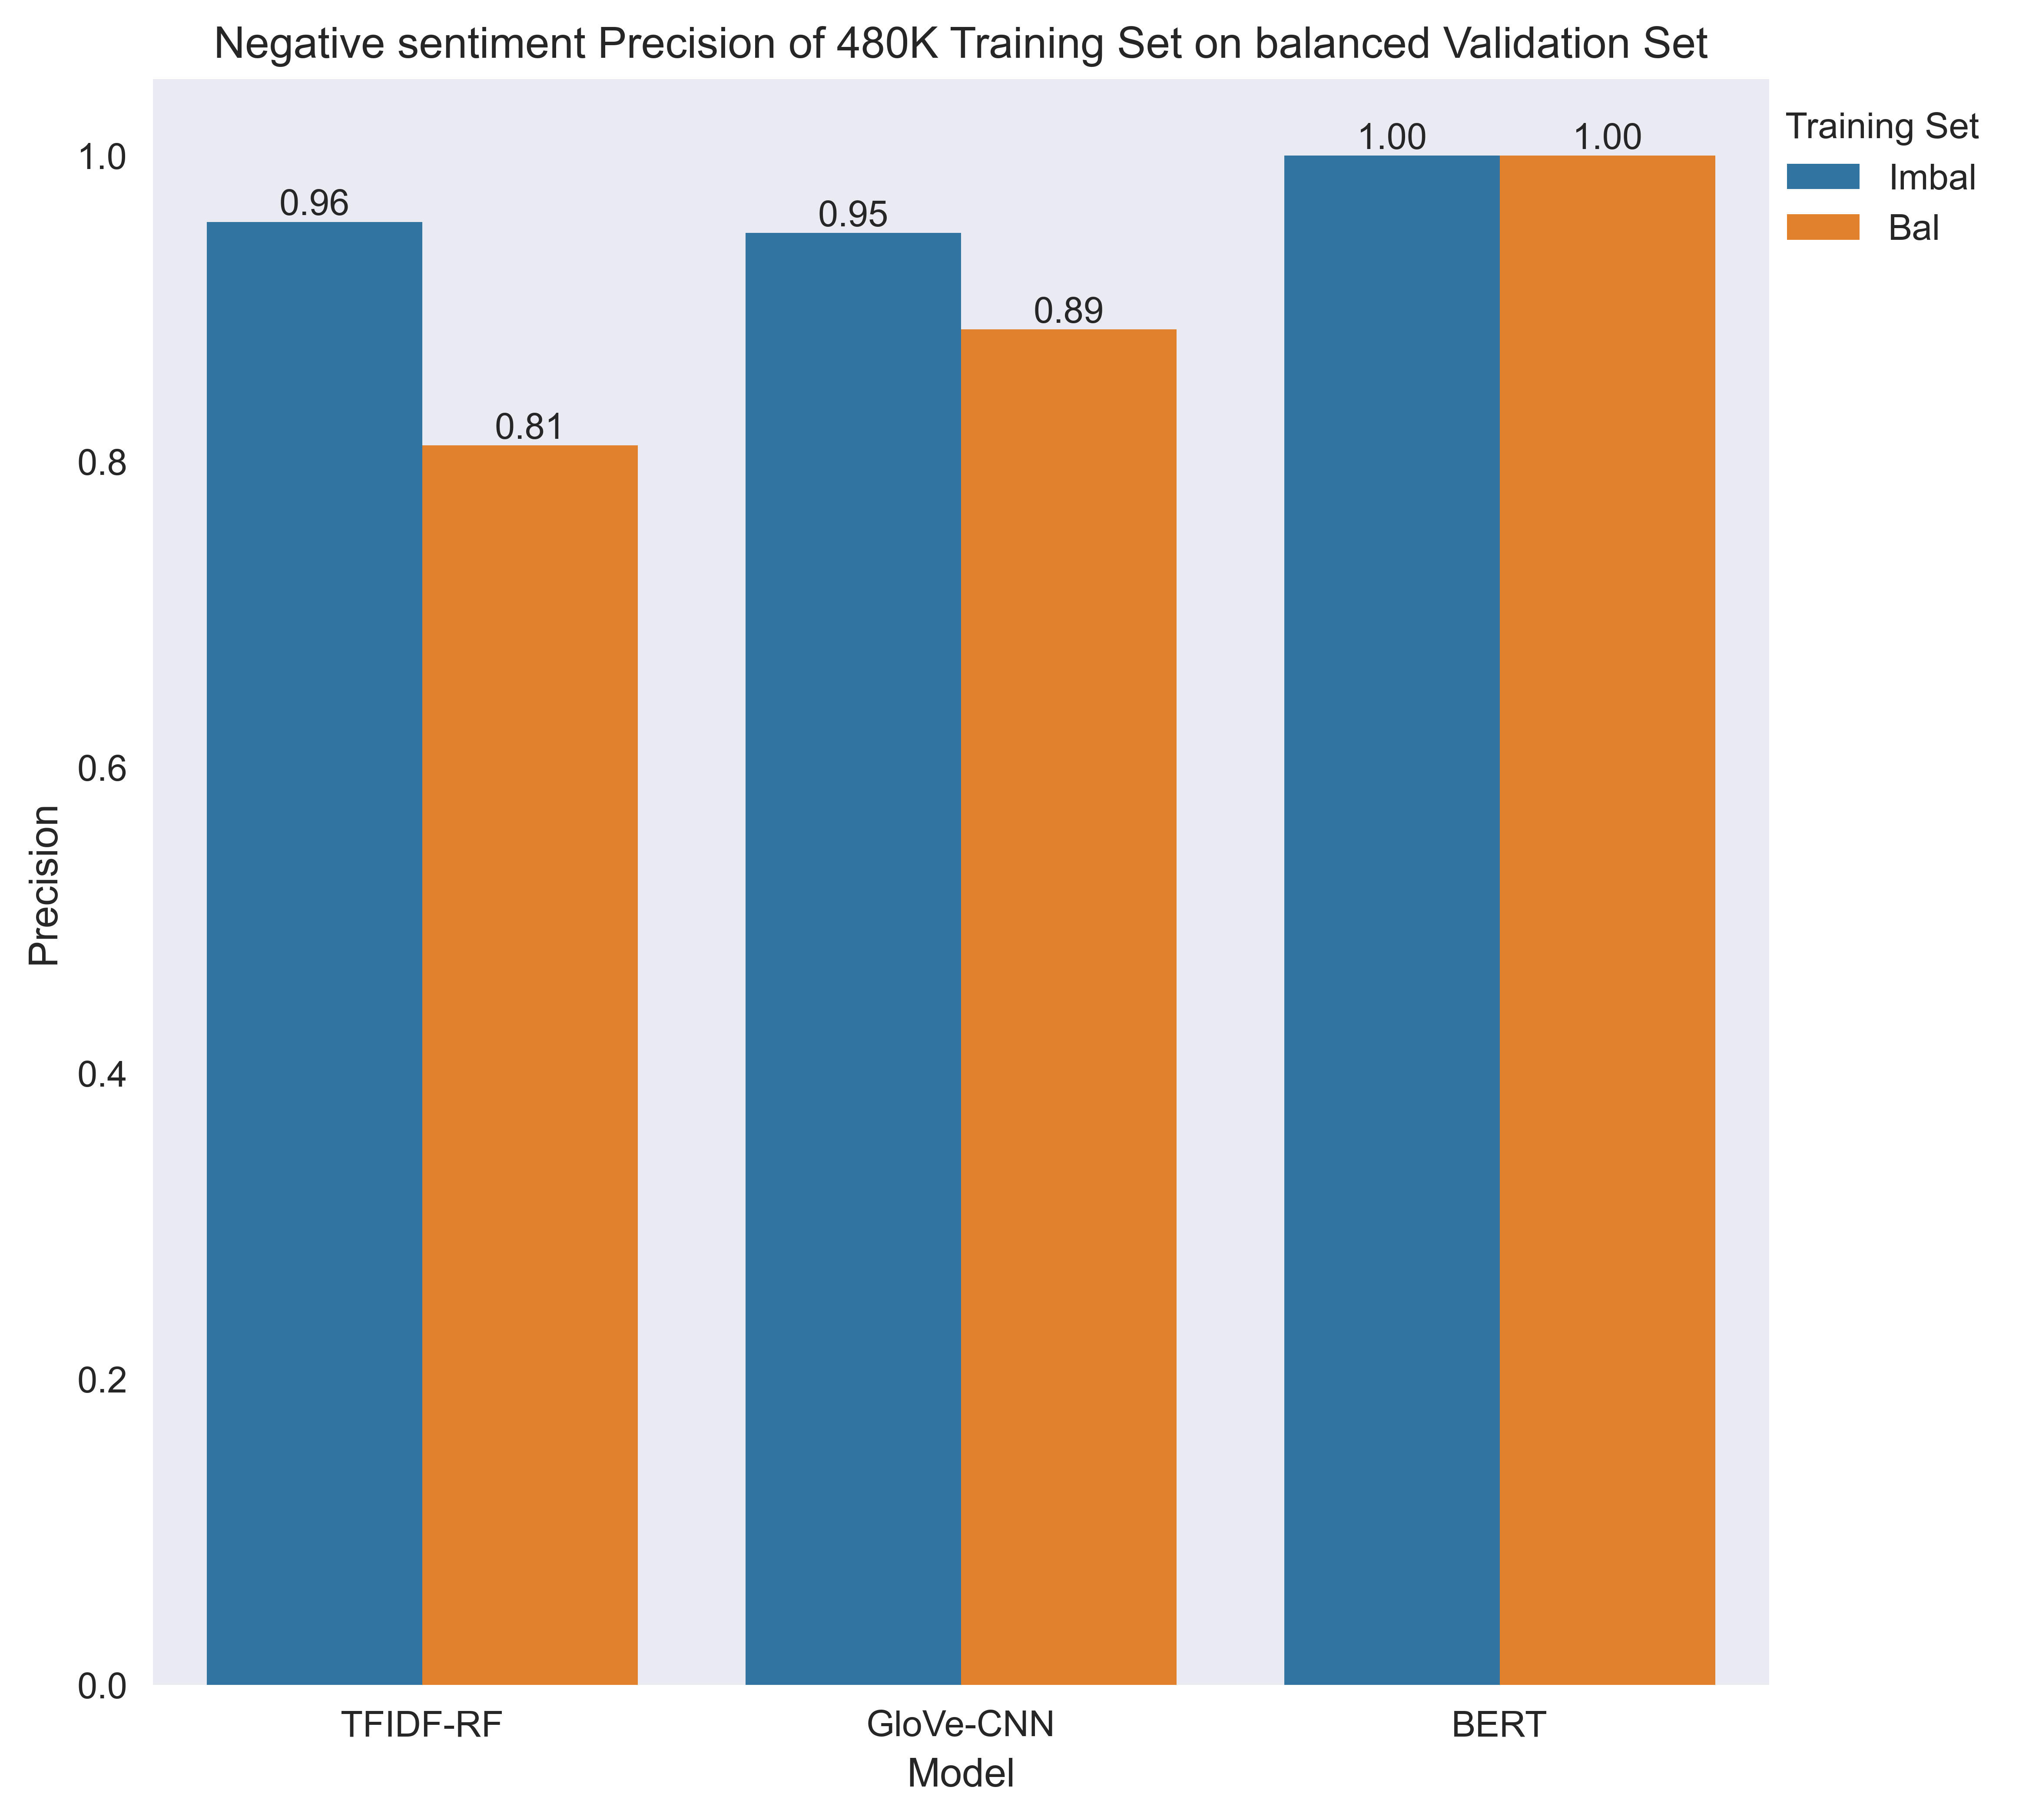 Negative sentiment Precision of 480K Training Set on balanced Validation Set
Training Set
Imbal
Bal
1.00
1.00
0.96
0.95
0.89
0.81
1.0
0.8
0.6
0.4
0.2
0.0
Precision
TFIDF-RF
GloVe-CNN
BERT
Model